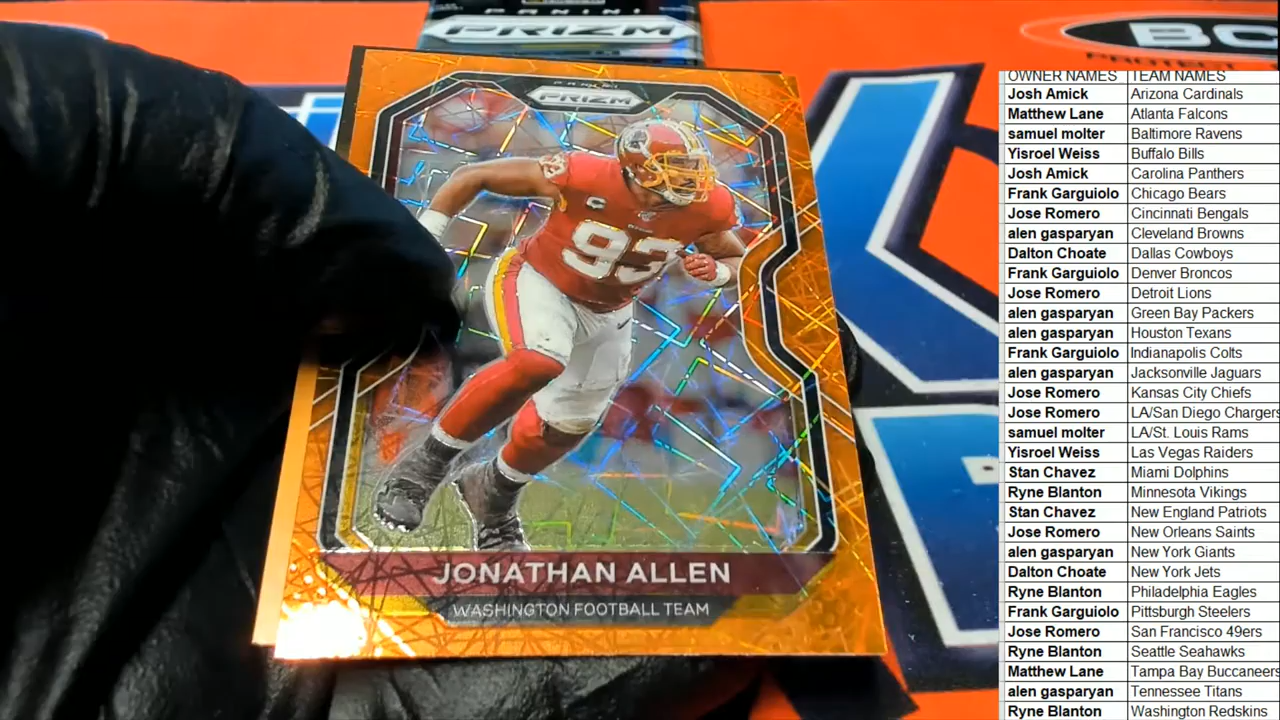 PANINI
PRIZM
BC
PROTECT
PANINI
PRIZM
93
C
93
JONATHAN ALLEN
WASHINGTON FOOTBALL TEAM
OWNER NAMES TEAM NAMES
Josh Amick Arizona Cardinals
Matthew Lane Atlanta Falcons
samuel molter Baltimore Ravens
Yisroel Weiss Buffalo Bills
Josh Amick Carolina Panthers
Frank Garguiolo Chicago Bears
Jose Romero Cincinnati Bengals
alen gasparyan Cleveland Browns
Dalton Choate Dallas Cowboys
Frank Garguiolo Denver Broncos
Jose Romero Detroit Lions
alen gasparyan Green Bay Packers
alen gasparyan Houston Texans
Frank Garguiolo Indianapolis Colts
alen gasparyan Jacksonville Jaguars
Jose Romero Kansas City Chiefs
Jose Romero LA/San Diego Charger
samuel molter LA/St. Louis Rams
Yisroel Weiss Las Vegas Raiders
Stan Chavez Miami Dolphins
Ryne Blanton Minnesota Vikings
Stan Chavez New England Patriots
Jose Romero New Orleans Saints
alen gasparyan New York Giants
Dalton Choate New York Jets
Ryne Blanton Philadelphia Eagles
Frank Garguiolo Pittsburgh Steelers
Jose Romero San Francisco 49ers
Ryne Blanton Seattle Seahawks
Matthew Lane Tampa Bay Buccaneers
alen gasparyan Tennessee Titans
Ryne Blanton Washington Redskins